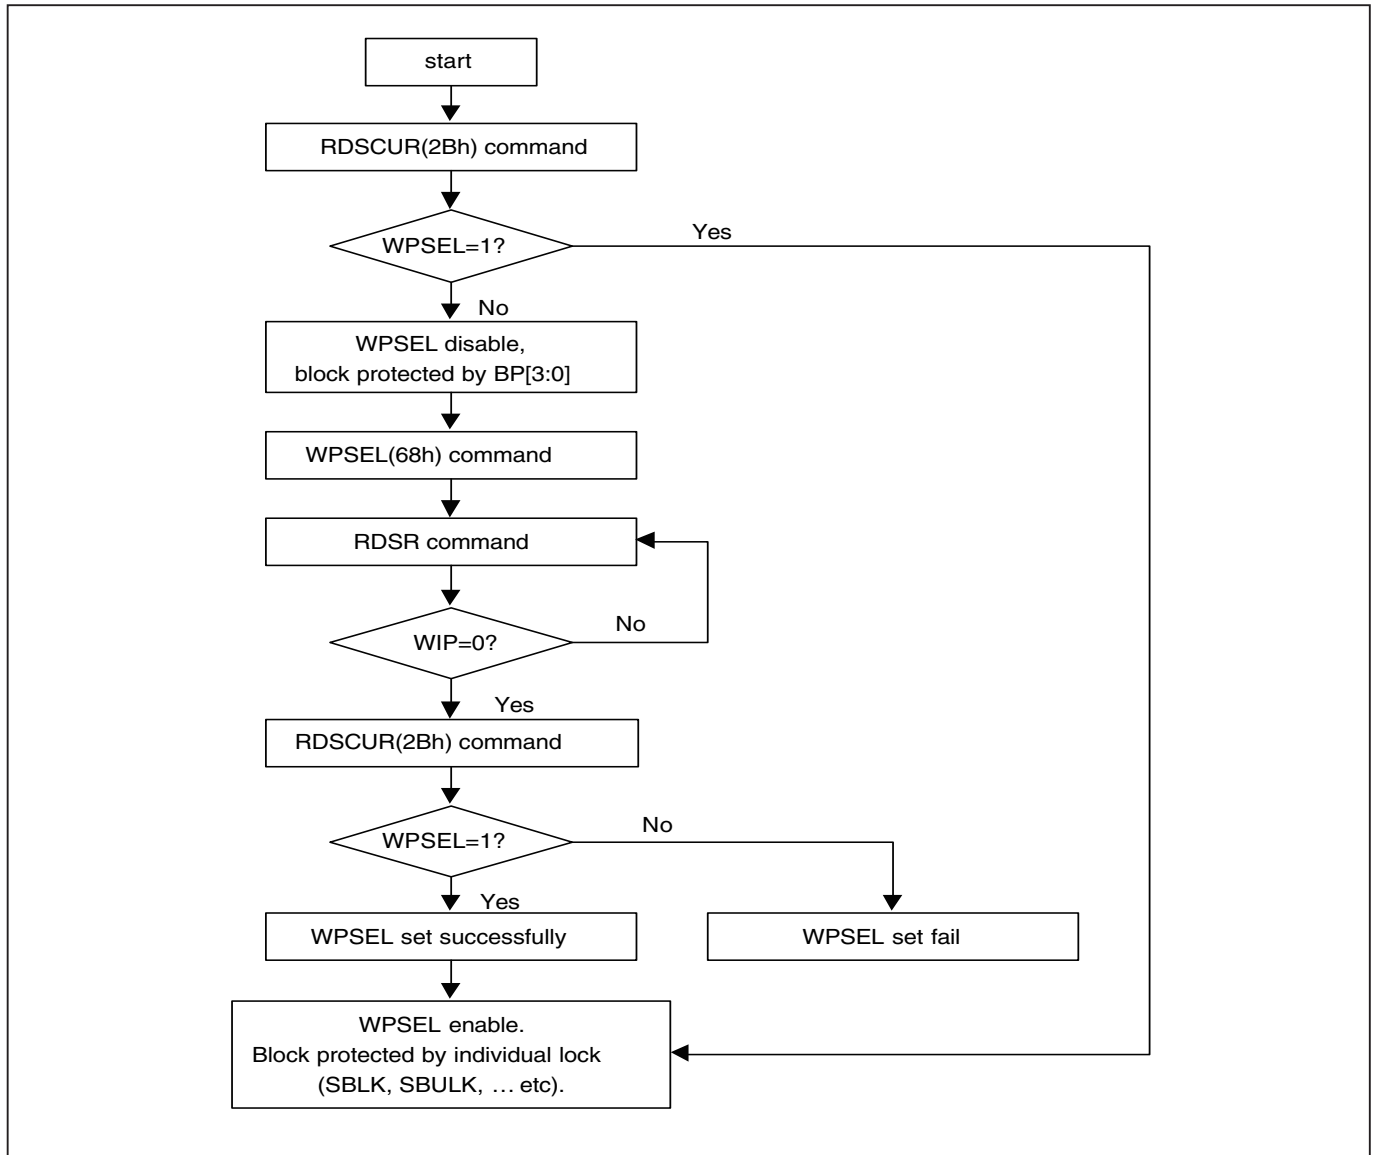 start
RDSCUR(2Bh) command
WPSEL=1?
Yes
No
WPSEL disable,
block protected by BP[3:0]
WPSEL(68h) command
RDSR command
WIP=0?
No
Yes
RDSCUR(2Bh) command
WPSEL=1?
No
Yes
WPSEL set successfully
WPSEL set fail
WPSEL enable.
Block protected by individual lock
(SBLK, SBULK, … etc).